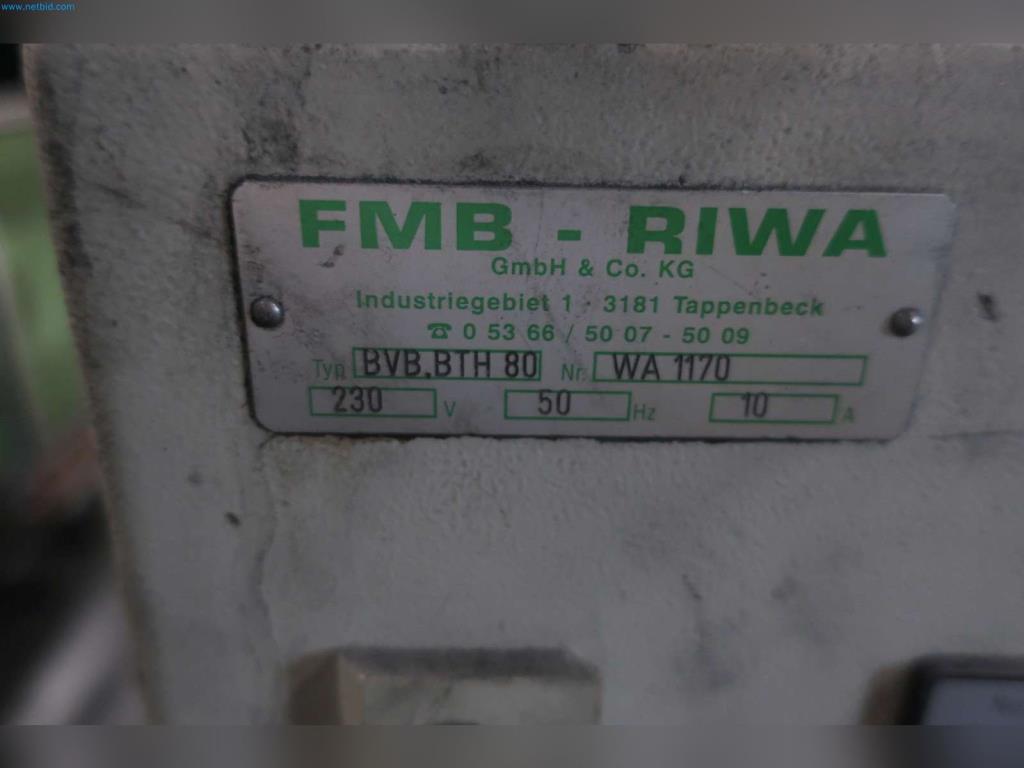 www.netbid.com
FMB - RIWA
GmbH & Co. KG
Industriegebiet 1 · 3181 Tappenbeck
☎ 0 53 66 / 50 07 - 50 09
Typ BVB.BTH 80 Nr. WA 1170
230 V 50 Hz 10 A